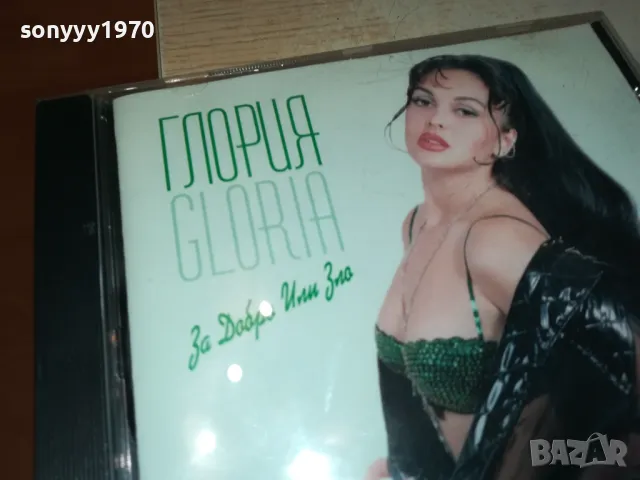 sonyyy1970
ГЛОРИЯ
GLORIA
За Добро Или Зло
BAZAR